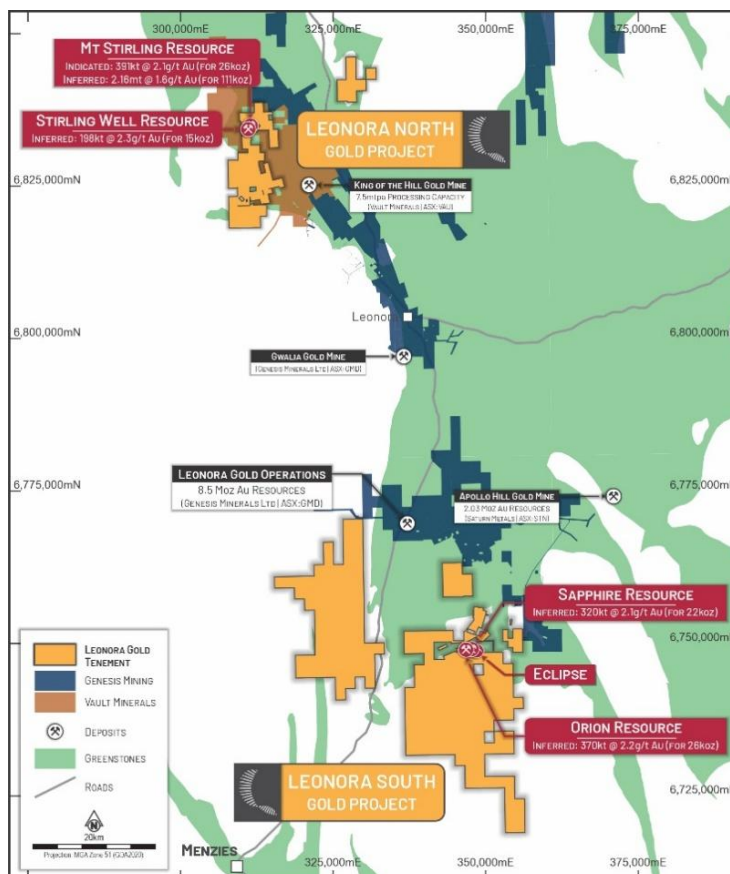 300,000mE
325,000mE
350,000mE
375,000mE
Mt Stirling Resource
Indicated: 391kt @ 2.1g/t Au (for 26koz)
Inferred: 2.16mt @ 1.6g/t Au (for 111koz)
Stirling Well Resource
Inferred: 198kt @ 2.3g/t Au (for 15koz)
LEONORA NORTH
GOLD PROJECT
6,825,000mN
6,825,000mN
King of the Hill Gold Mine
7.5mtpa Processing Capacity
(Vault Minerals | ASX:VAU)
Leonora
6,800,000mN
6,800,000mN
Gwalia Gold Mine
(Genesis Minerals Ltd | ASX:GMD)
6,775,000mN
6,775,000mN
Leonora Gold Operations
8.5 Moz Au Resources
(Genesis Minerals Ltd | ASX:GMD)
Apollo Hill Gold Mine
2.03 Moz Au Resources
(Saturn Metals | ASX:STN)
Sapphire Resource
Inferred: 320kt @ 2.1g/t Au (for 22koz)
6,750,000mN
Eclipse
Orion Resource
Inferred: 370kt @ 2.2g/t Au (for 26koz)
Leonora Gold
Tenement
Genesis Mining
Vault Minerals
Deposits
Greenstones
Roads
N
20km
Projection: MGA Zone 51 (GDA2020)
LEONORA SOUTH
GOLD PROJECT
6,725,000mN
Menzies
325,000mE
350,000mE
375,000mE